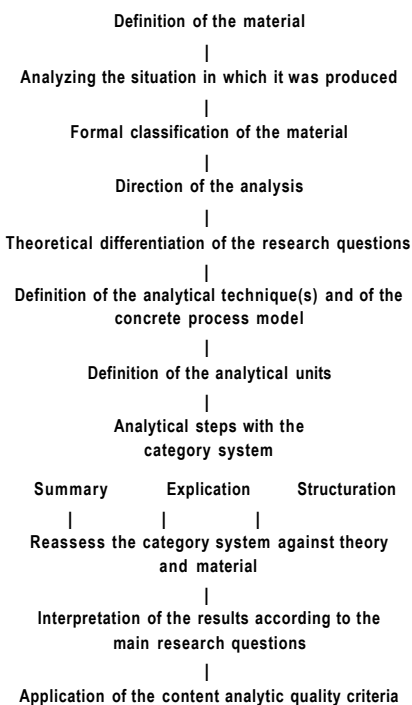 Definition of the material
|
Analyzing the situation in which it was produced
|
Formal classification of the material
|
Direction of the analysis
|
Theoretical differentiation of the research questions
|
Definition of the analytical technique(s) and of the
concrete process model
|
Definition of the analytical units
|
Analytical steps with the
category system
Summary Explication Structuration
| | |
Reassess the category system against theory
and material
|
Interpretation of the results according to the
main research questions
|
Application of the content analytic quality criteria